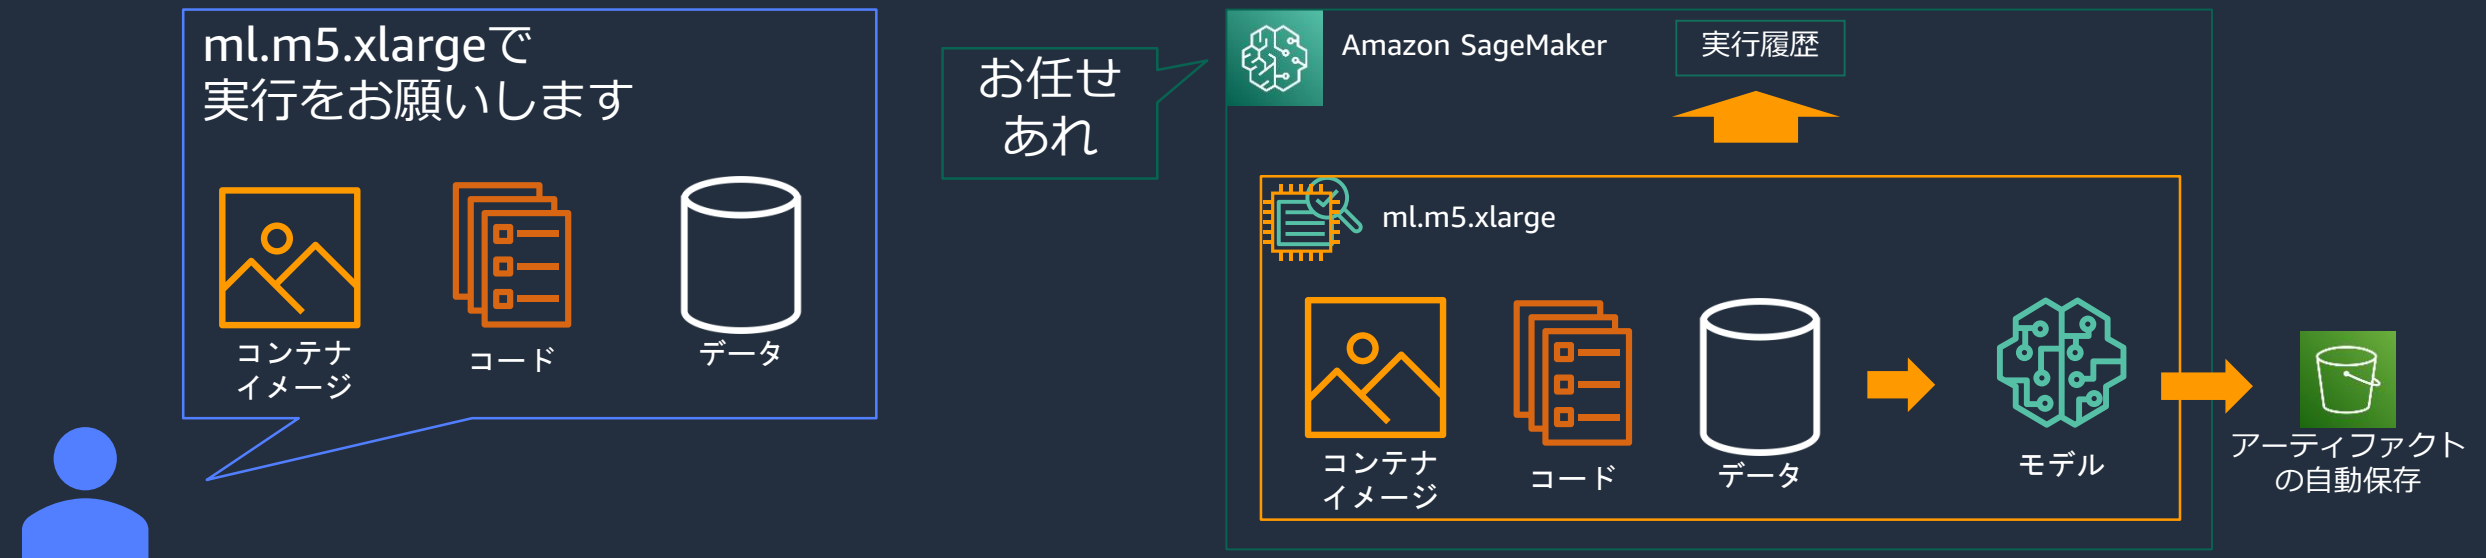 ml.m5.xlargeで
実行をお願いします
コンテナ
イメージ
コード
データ
お任せ
あれ
Amazon SageMaker
実行履歴
ml.m5.xlarge
コンテナ
イメージ
コード
データ
モデル
アーティファクト
の自動保存